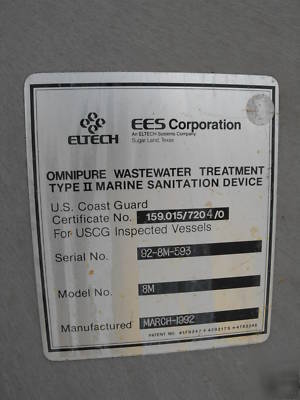 ELTECH
EES Corporation
An ELTECH Systems Company
Sugar Land, Texas
OMNIPURE WASTEWATER TREATMENT
TYPE II MARINE SANITATION DEVICE
U.S. Coast Guard
Certificate No. 159.015/7204/0
For USCG Inspected Vessels
Serial No. 92-8M-593
Model No. 8M
Manufactured MARCH-1992
PATENT NO.